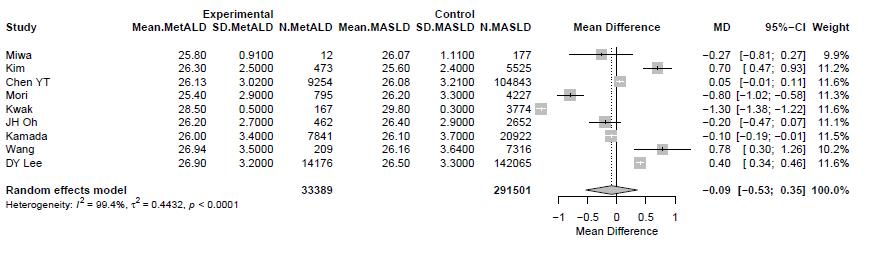 Experimental Control
Study Mean.MetALD SD.MetALD N.MetALD Mean.MASLD SD.MASLD N.MASLD Mean Difference MD 95%−CI Weight
Miwa 25.80 0.9100 12 26.07 1.1100 177 −0.27 [−0.81; 0.27] 9.9%
Kim 26.30 2.5000 473 25.60 2.4000 5525 0.70 [ 0.47; 0.93] 11.2%
Chen YT 26.13 3.0200 9254 26.08 3.2100 104843 0.05 [−0.01; 0.11] 11.6%
Mori 25.40 2.9000 795 26.20 3.3000 4227 −0.80 [−1.02; −0.58] 11.2%
Kwak 28.50 0.5000 167 29.80 0.3000 3774 −1.30 [−1.38; −1.22] 11.6%
JH Oh 26.20 2.7000 462 26.40 2.9000 2652 −0.20 [−0.47; 0.07] 11.1%
Kamada 26.00 3.4000 7841 26.10 3.7000 20922 −0.10 [−0.19; −0.01] 11.5%
Wang 26.94 3.5000 209 26.16 3.6400 7316 0.78 [ 0.30; 1.26] 10.2%
DY Lee 26.90 3.2000 14176 26.50 3.3000 142065 0.40 [ 0.34; 0.46] 11.6%
Random effects model 33389 291501 −0.09 [−0.53; 0.35] 100.0%
Heterogeneity: I² = 99.4%, τ² = 0.4432, p < 0.0001
−1 −0.5 0 0.5 1
Mean Difference